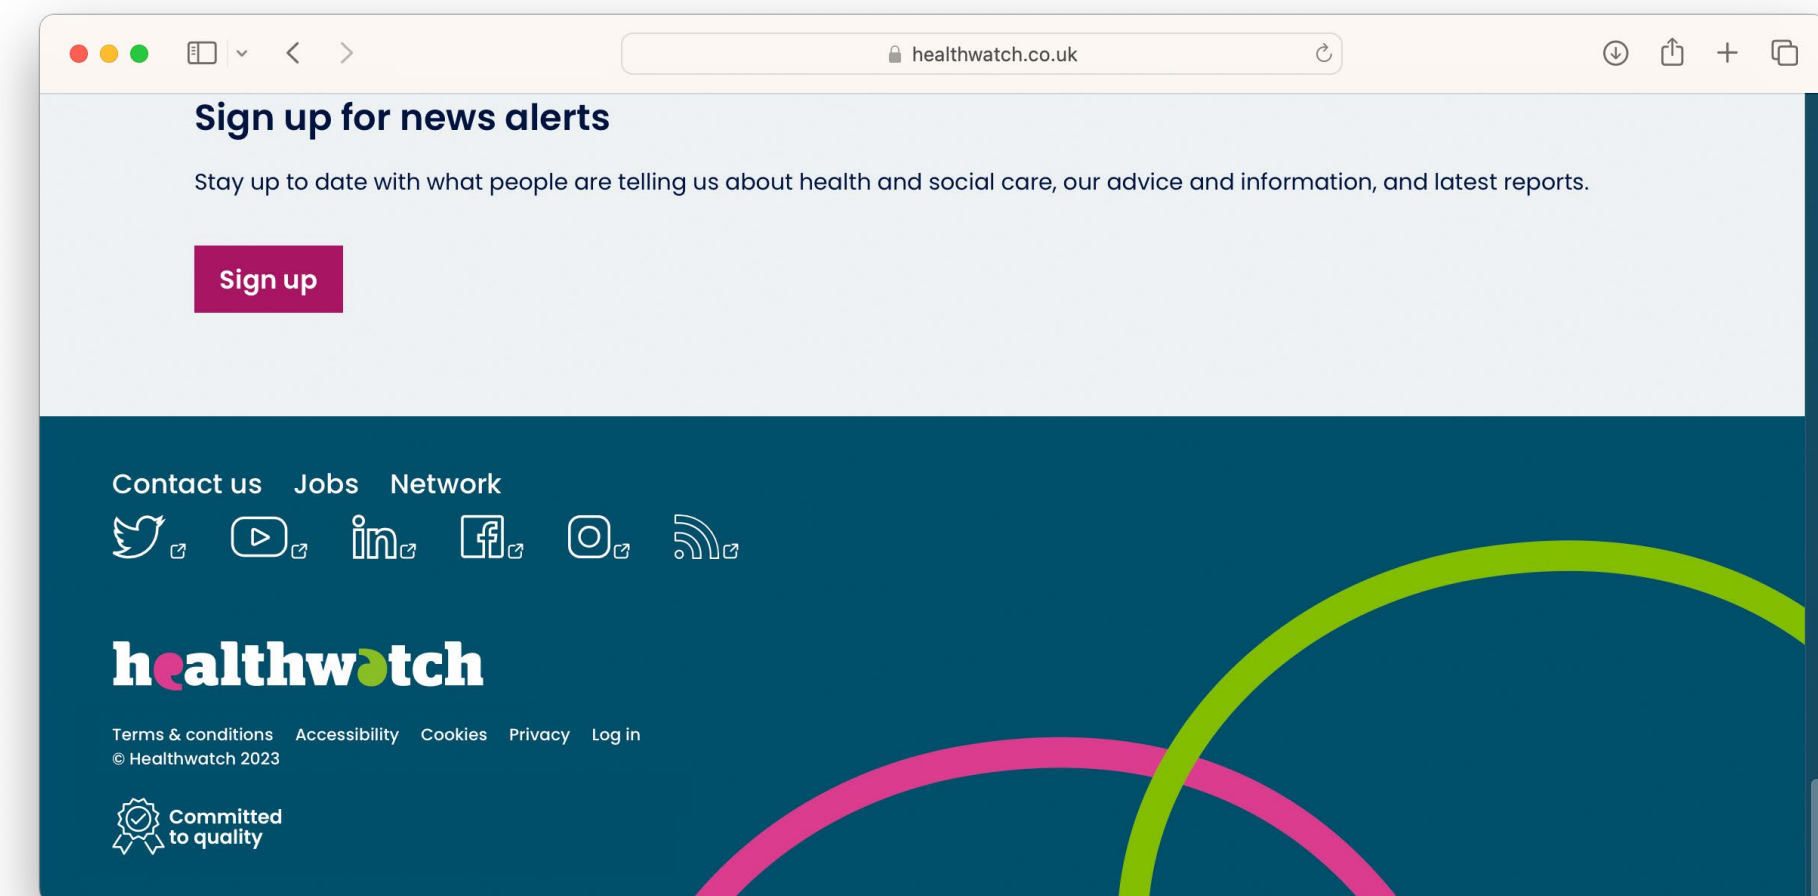 healthwatch.co.uk
Sign up for news alerts
Stay up to date with what people are telling us about health and social care, our advice and information, and latest reports.
Sign up
Contact us Jobs Network
healthwatch
Terms & conditions Accessibility Cookies Privacy Log in
© Healthwatch 2023
Committed
to quality